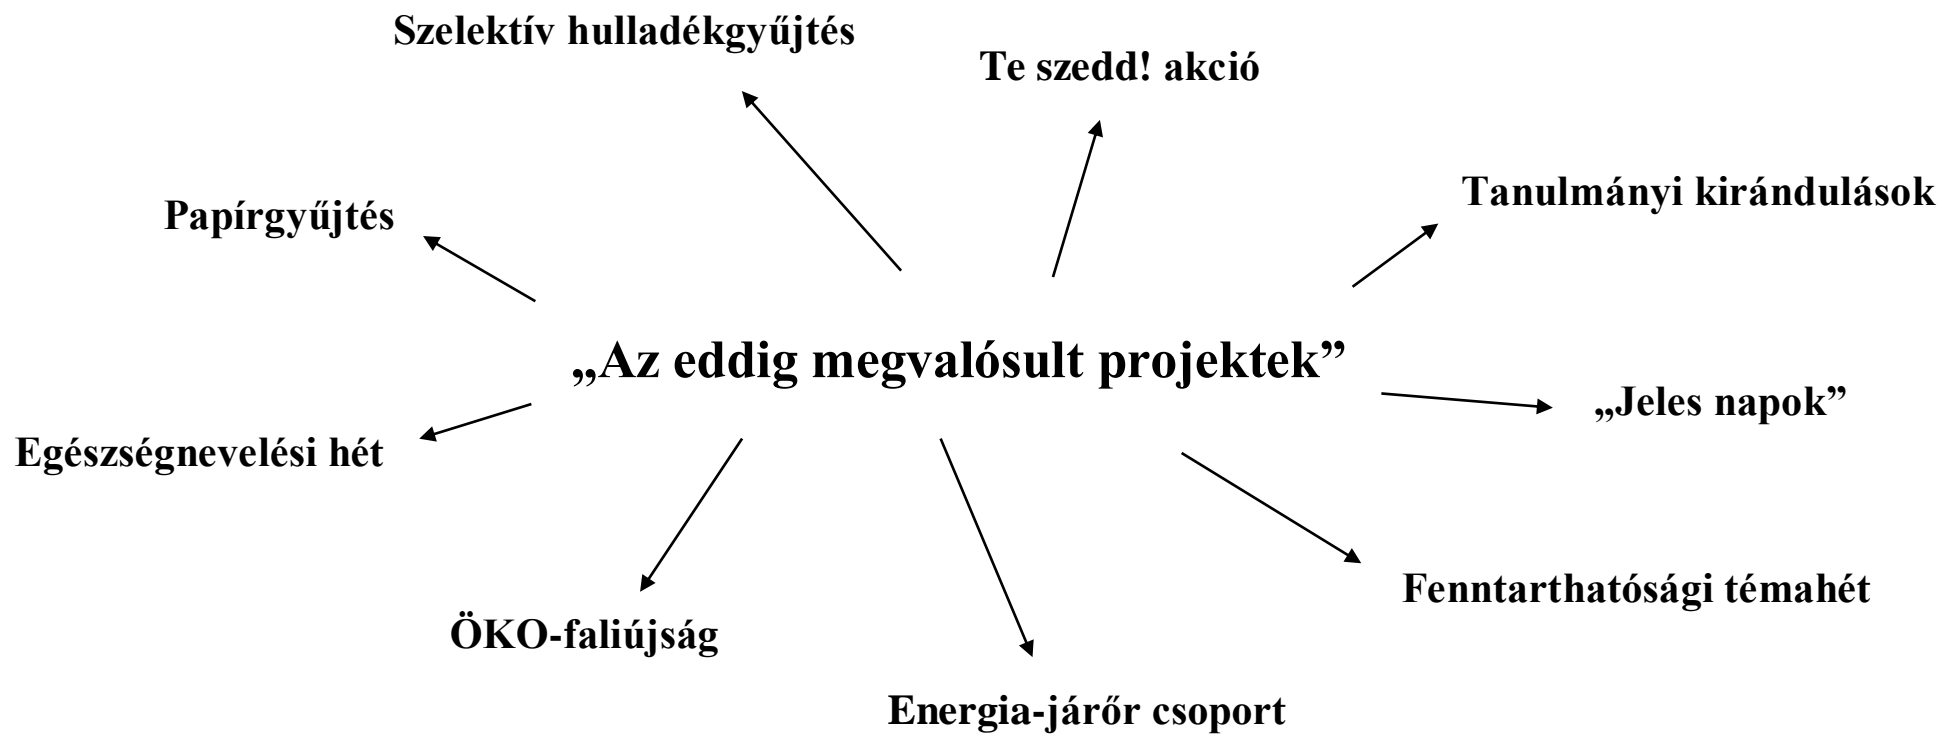 Szelektív hulladékgyűjtés
Te szedd! akció
Tanulmányi kirándulások
Papírgyűjtés
„Az eddig megvalósult projektek”
„Jeles napok”
Egészségnevelési hét
Fenntarthatósági témahét
ÖKO-faliújság
Energia-járőr csoport